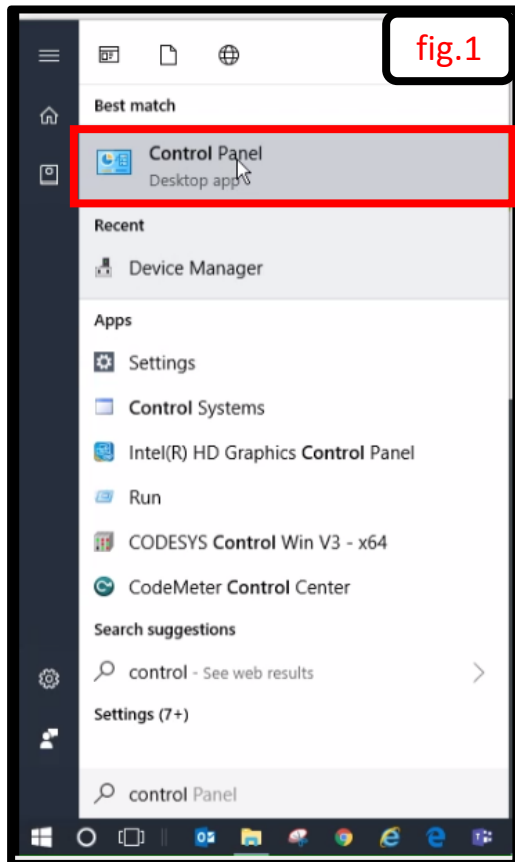 fig.1
Best match
Control Panel
Desktop app
Recent
Device Manager
Apps
Settings
Control Systems
Intel(R) HD Graphics Control Panel
Run
CODESYS Control Win V3 - x64
CodeMeter Control Center
Search suggestions
control - See web results
Settings (7+)
control Panel